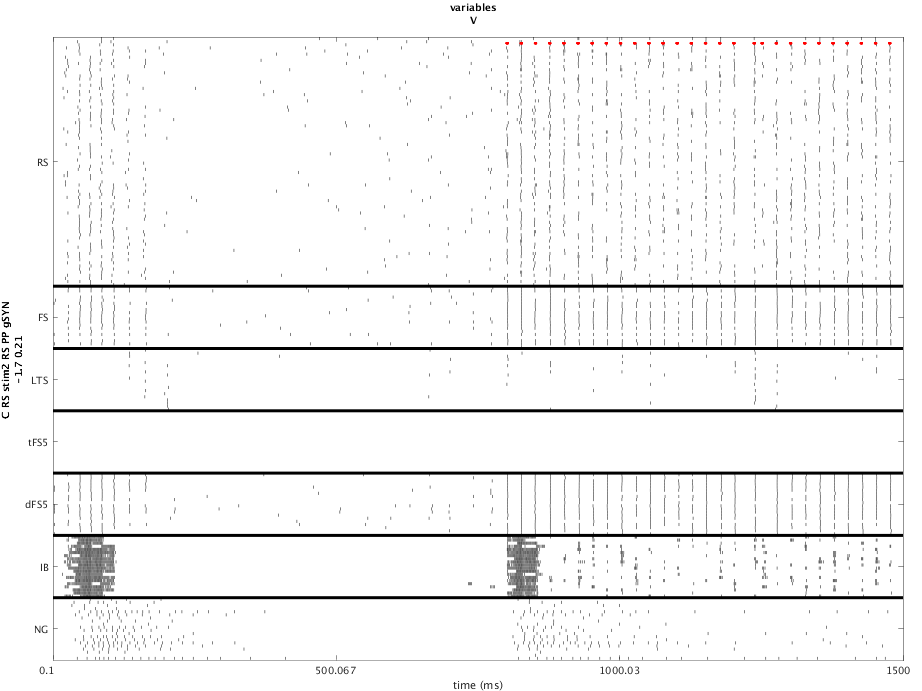 variables
V
RS
FS
LTS
tFS5
dFS5
IB
NG
C RS stim2 RS PP gSYN
-1.7 0.21
0.1
500.067
1000.03
1500
time (ms)